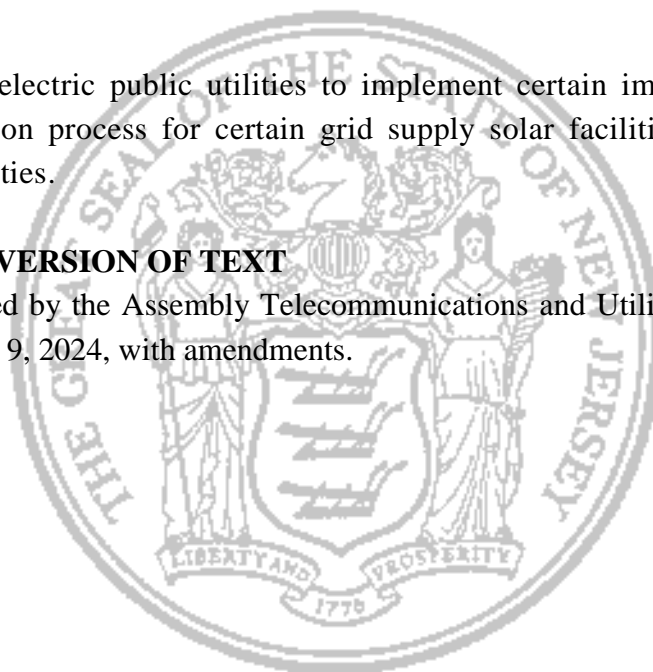 electric public utilities to implement certain im
on process for certain grid supply solar faciliti
ties.
VERSION OF TEXT
ed by the Assembly Telecommunications and Utili
9, 2024, with amendments.
THE GREAT SEAL OF THE STATE OF NEW JERSEY
LIBERTY AND PROSPERITY
1776